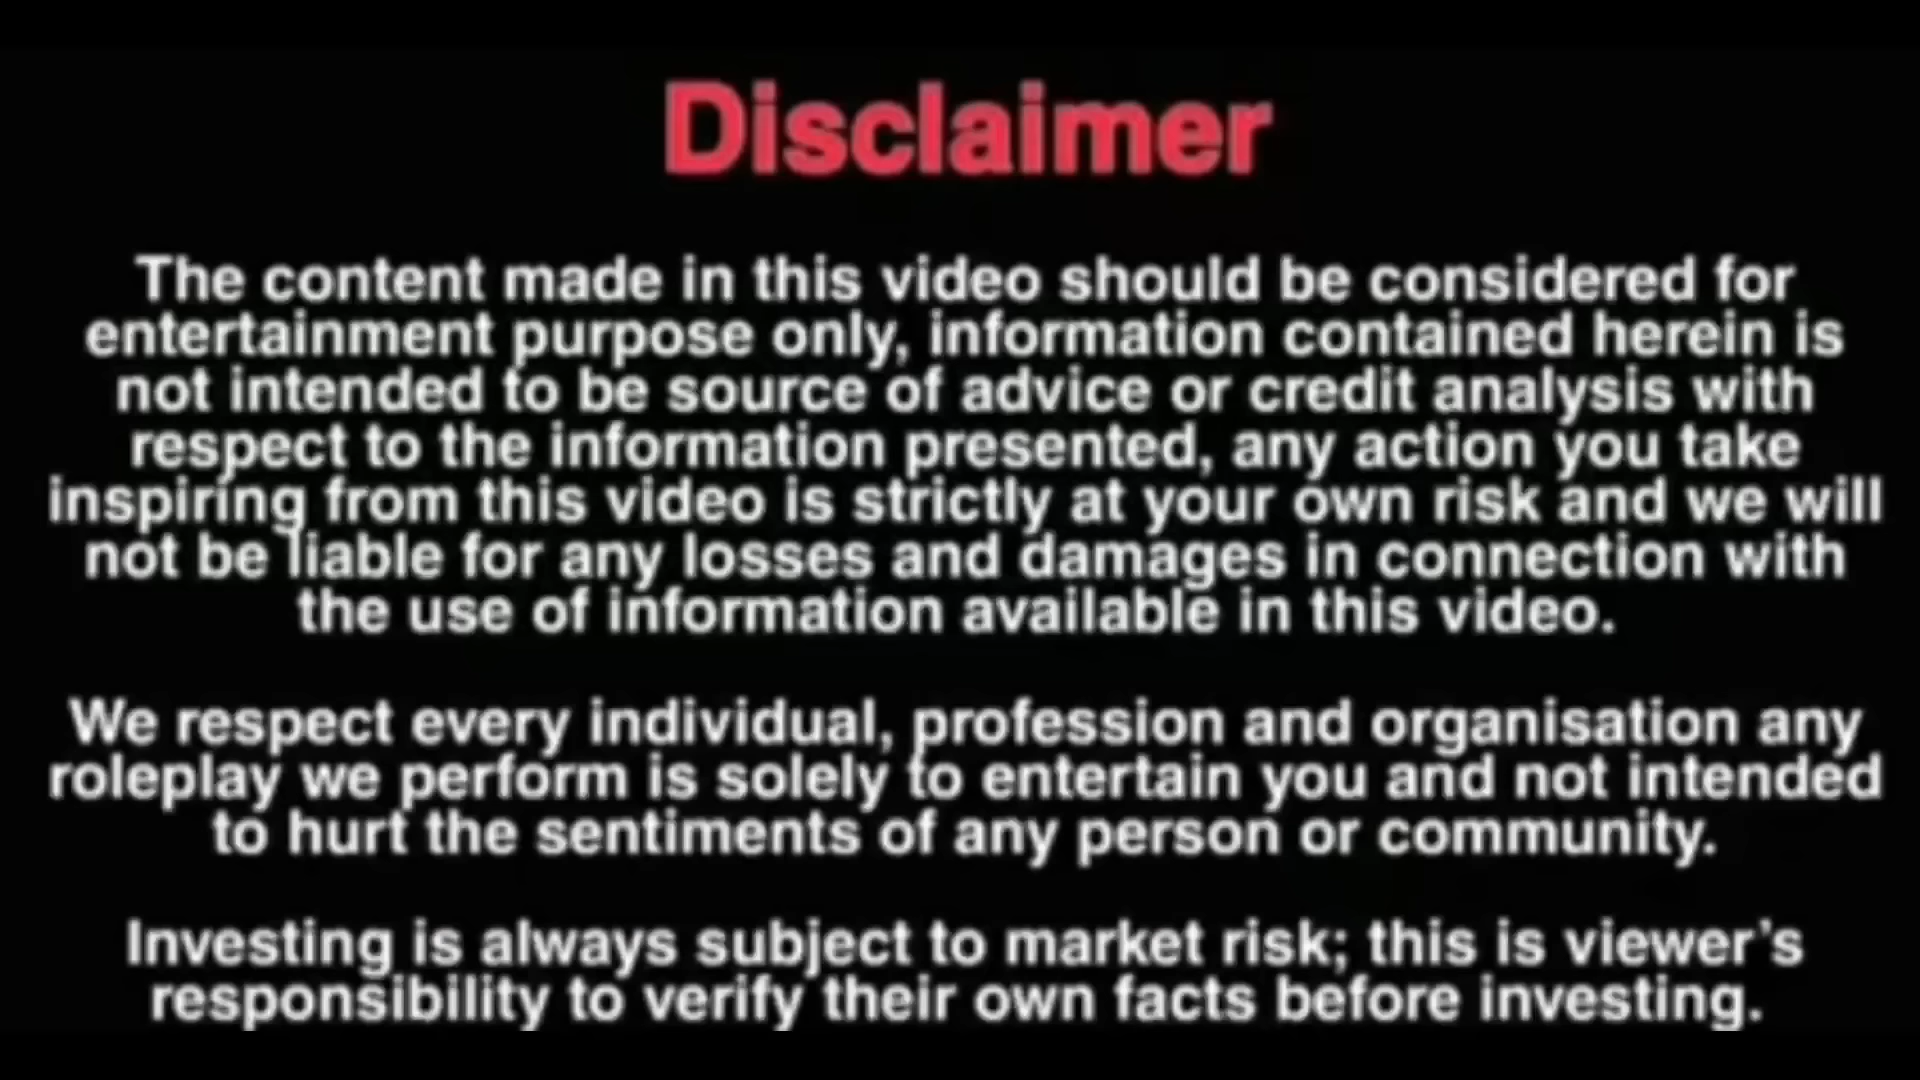 Disclaimer
The content made in this video should be considered for
entertainment purpose only, information contained herein is
not intended to be source of advice or credit analysis with
respect to the information presented, any action you take
inspiring from this video is strictly at your own risk and we will
not be liable for any losses and damages in connection with
the use of information available in this video.
We respect every individual, profession and organisation any
roleplay we perform is solely to entertain you and not intended
to hurt the sentiments of any person or community.
Investing is always subject to market risk; this is viewer’s
responsibility to verify their own facts before investing.